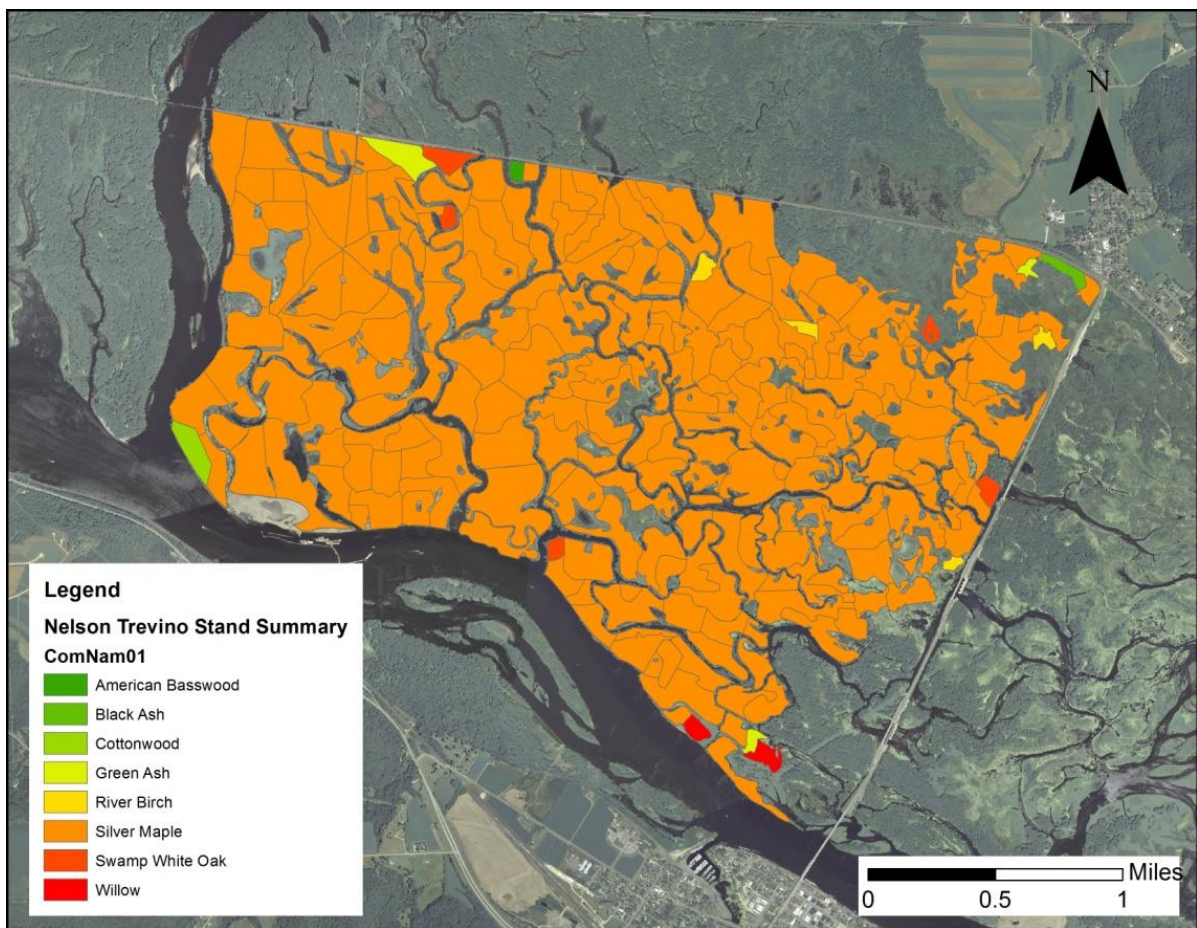 N
Legend
Nelson Trevino Stand Summary
ComNam01
American Basswood
Black Ash
Cottonwood
Green Ash
River Birch
Silver Maple
Swamp White Oak
Willow
Miles
0 0.5 1